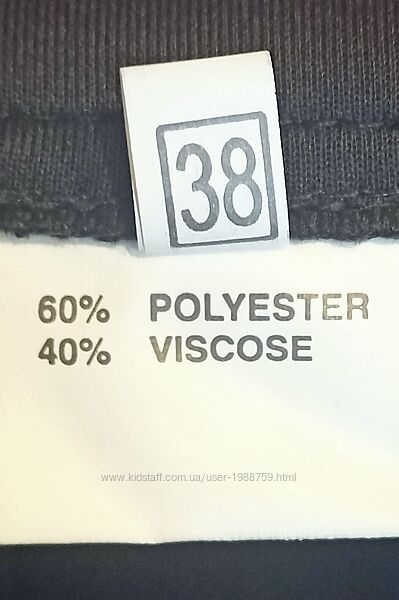 38
60% POLYESTER
40% VISCOSE
www.kidstaff.com.ua/user-1988759.html